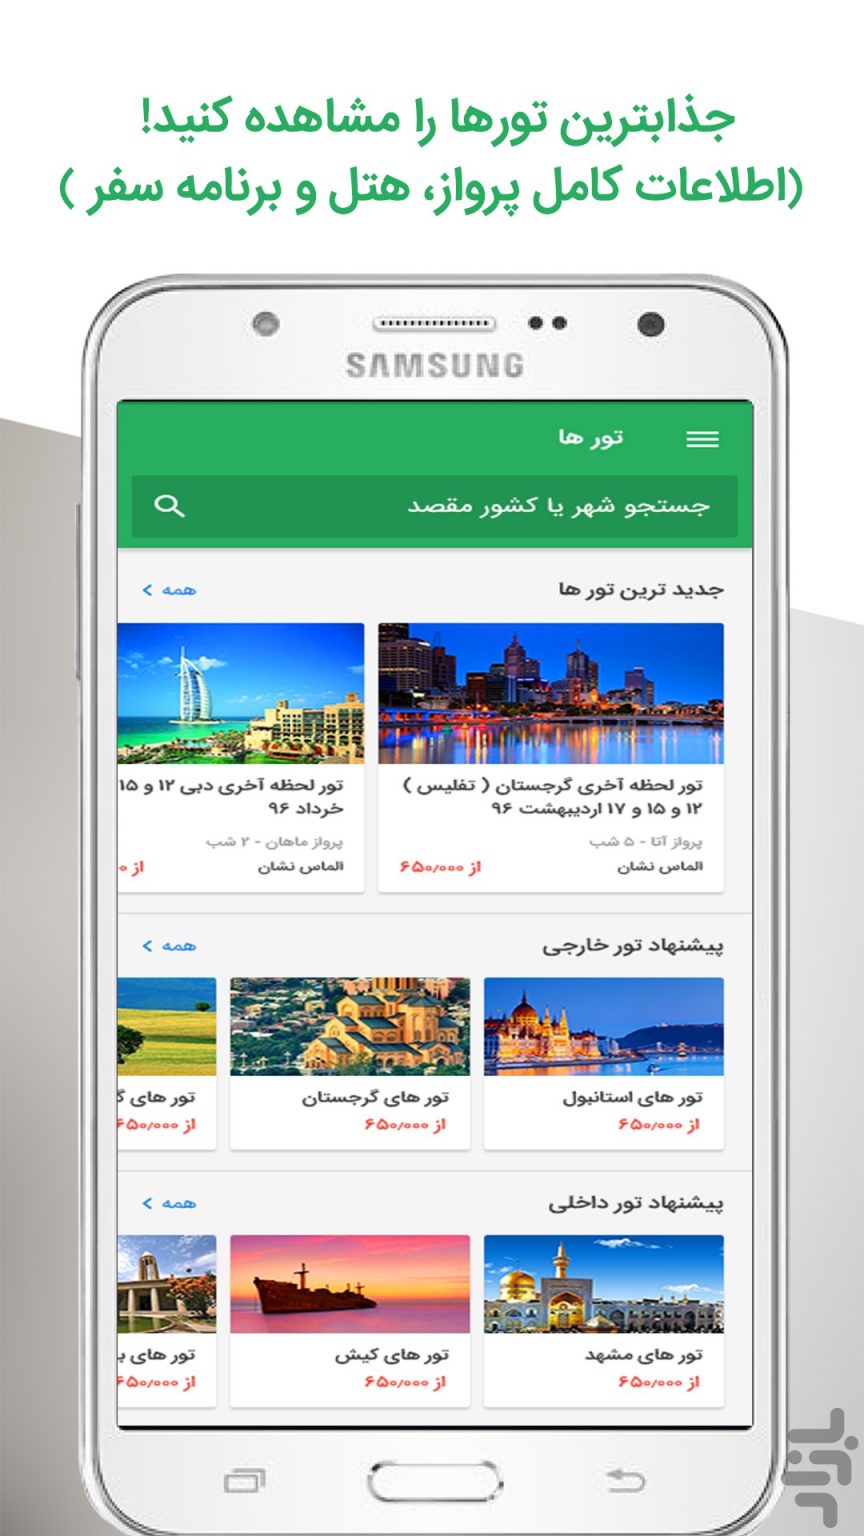 جذابترین تورها را مشاهده کنید!
(اطلاعات کامل پرواز، هتل و برنامه سفر )
SAMSUNG
تور ها
جستجو شهر یا کشور مقصد
جدید ترین تور ها
همه
تور لحظه آخری گرجستان ( تفلیس )
۱۲ و ۱۵ و ۱۷ اردیبهشت ۹۶
پرواز آتا - ۵ شب
الماس نشان
از ۶۵۰٫۰۰۰
تور لحظه آخری دبی ۱۲ و ۱۵
خرداد ۹۶
پرواز ماهان - ۲ شب
الماس نشان
از
پیشنهاد تور خارجی
همه
تور های استانبول
از ۶۵۰٫۰۰۰
تور های گرجستان
از ۶۵۰٫۰۰۰
تور های
از ۶۵۰٫۰۰۰
پیشنهاد تور داخلی
همه
تور های مشهد
از ۶۵۰٫۰۰۰
تور های کیش
از ۶۵۰٫۰۰۰
تور های
از ۶۵۰٫۰۰۰
بازار